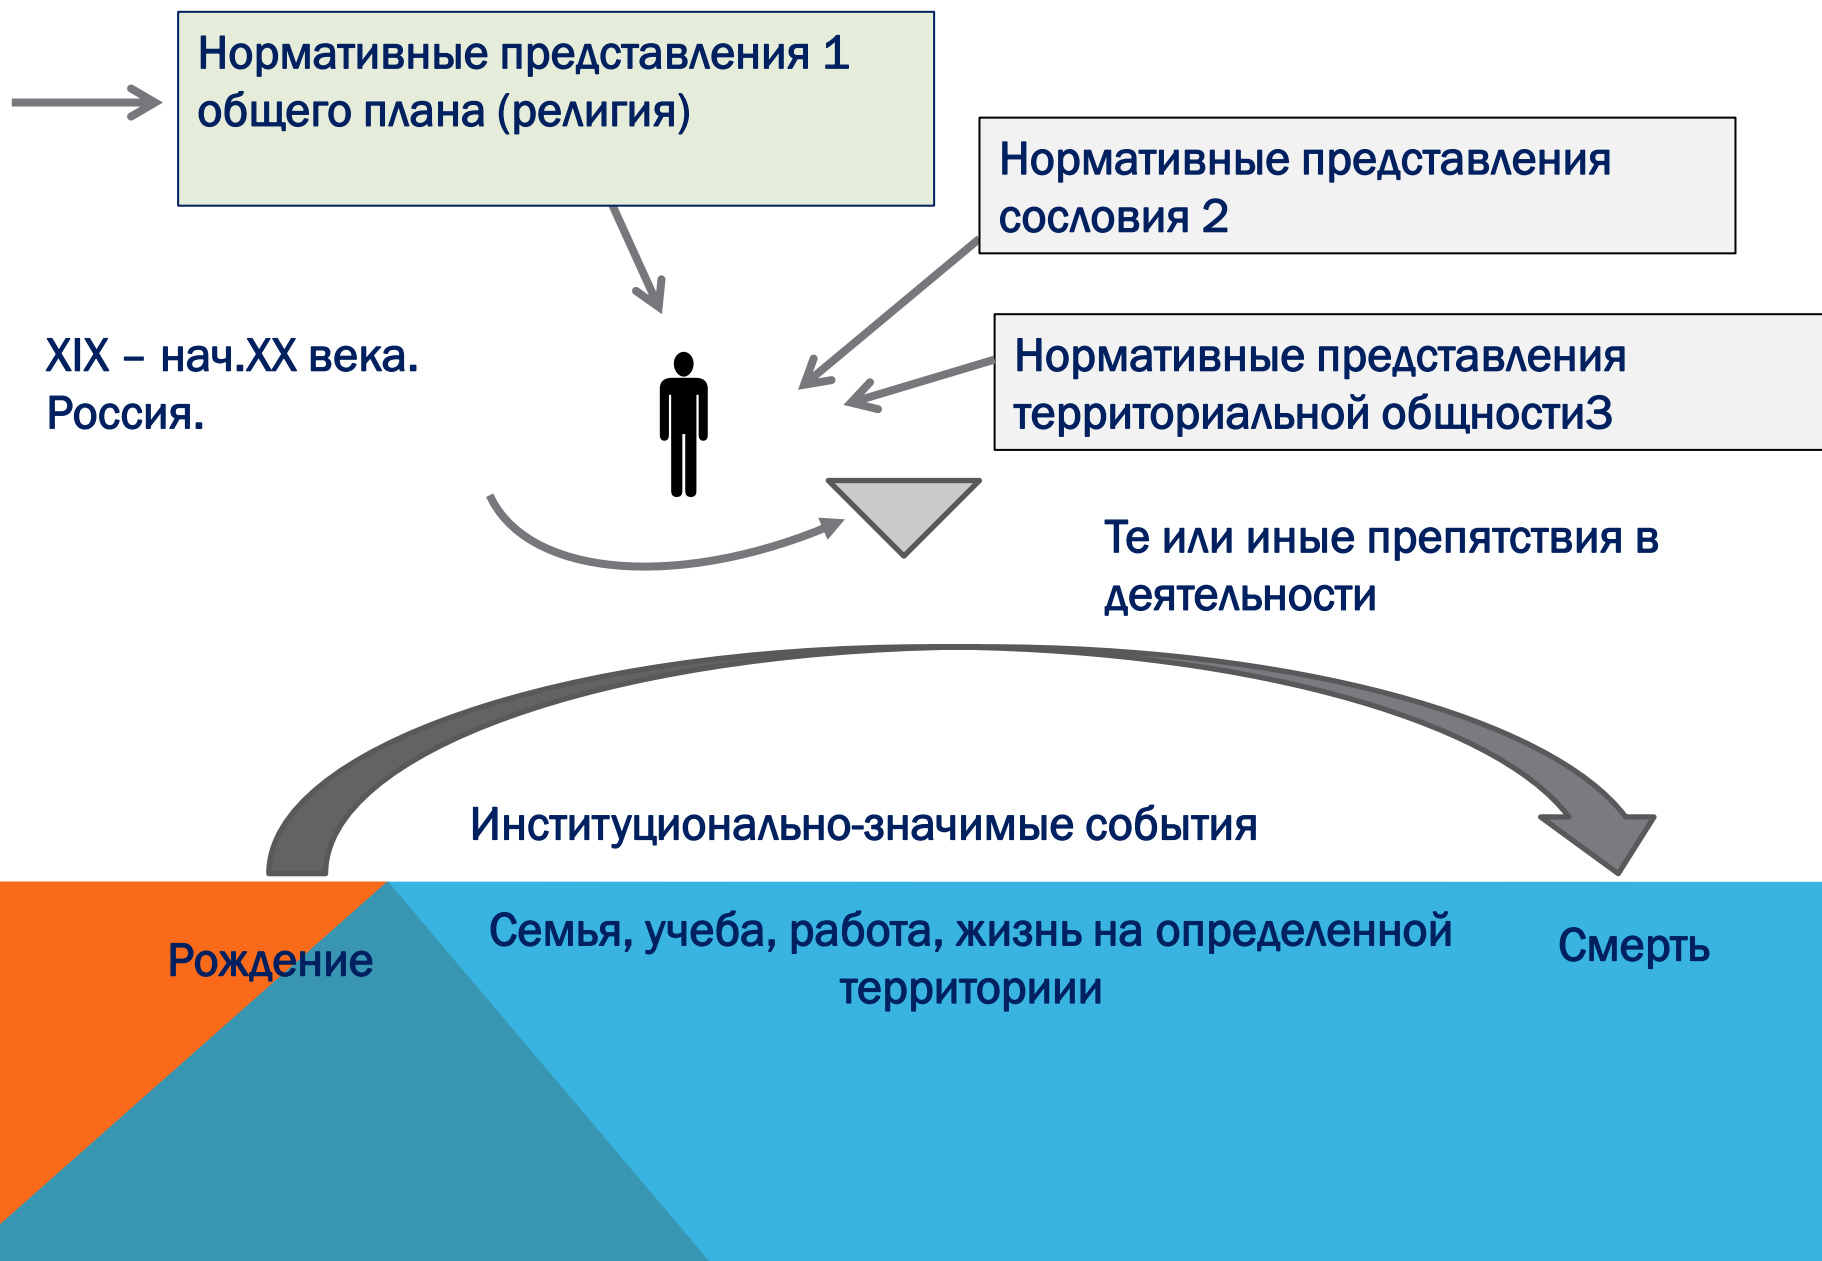 Нормативные представления 1
общего плана (религия)
Нормативные представления
сословия 2
XIX – нач.XX века.
Россия.
Нормативные представления
территориальной общности3
Те или иные препятствия в
деятельности
Институционально-значимые события
Рождение
Семья, учеба, работа, жизнь на определенной
территориии
Смерть